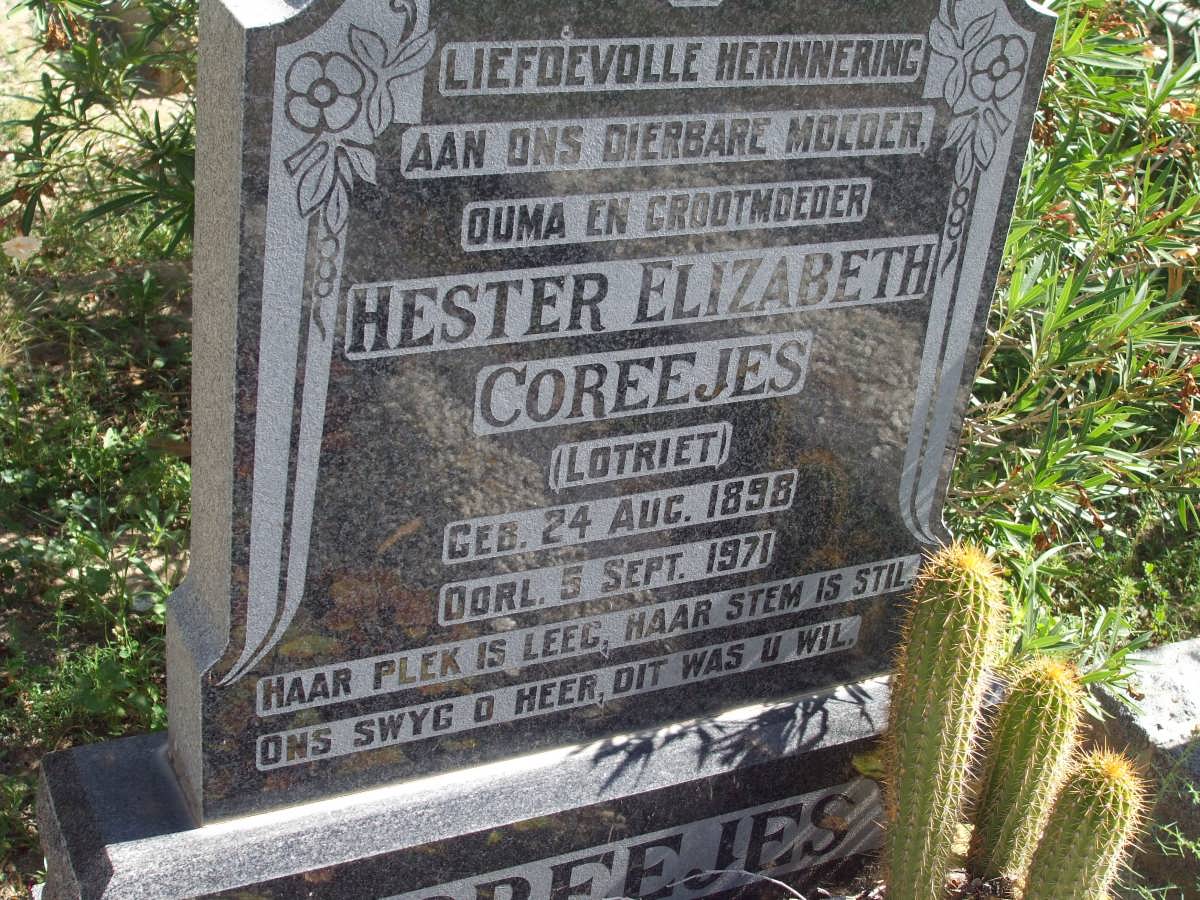 LIEFDEVOLLE HERINNERING
AAN ONS DIERBARE MOEDER,
OUMA EN GROOTMOEDER
HESTER ELIZABETH
COREEJES
(LOTRIET)
GEB. 24 AUG. 1898
OORL. 5 SEPT. 1971
HAAR PLEK IS LEEG, HAAR STEM IS STIL.
ONS SWYG O HEER, DIT WAS U WIL.
COREEJES